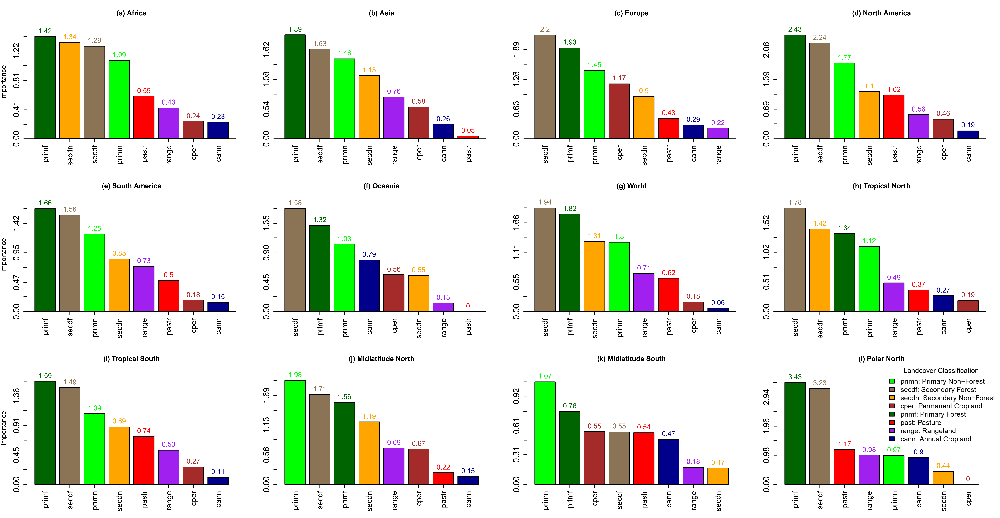 (a) Africa
Importance
0.00 0.41 0.81 1.22
1.42 1.34 1.29 1.09 0.59 0.43 0.24 0.23
primf secdn secdf primn pastr range cper cann
(b) Asia
0.00 0.54 1.08 1.62
1.89 1.63 1.46 1.15 0.76 0.58 0.26 0.05
primf secdf primn secdn range cper cann pastr
(c) Europe
0.00 0.63 1.26 1.89
2.2 1.93 1.45 1.17 0.9 0.43 0.29 0.22
secdf primf primn cper secdn pastr cann range
(d) North America
0.00 0.69 1.39 2.08
2.43 2.24 1.77 1.1 1.02 0.56 0.46 0.19
primf secdf primn secdn pastr range cper cann
(e) South America
Importance
0.00 0.47 0.95 1.42
1.66 1.56 1.25 0.85 0.73 0.5 0.18 0.15
primf secdf primn secdn range pastr cper cann
(f) Oceania
0.00 0.45 0.90 1.35
1.58 1.32 1.03 0.79 0.56 0.55 0.13 0
secdf primf primn cann cper secdn range pastr
(g) World
0.00 0.55 1.11 1.66
1.94 1.82 1.31 1.3 0.71 0.62 0.18 0.06
secdf primf secdn primn range pastr cper cann
(h) Tropical North
0.00 0.51 1.02 1.52
1.78 1.42 1.34 1.12 0.49 0.37 0.27 0.19
secdf secdn primf primn range pastr cann cper
(i) Tropical South
Importance
0.00 0.45 0.91 1.36
1.59 1.49 1.09 0.89 0.74 0.53 0.27 0.11
primf secdf primn secdn pastr range cper cann
(j) Midlatitude North
0.00 0.56 1.13 1.69
1.98 1.71 1.56 1.19 0.69 0.67 0.22 0.15
primn secdf primf secdn range cper pastr cann
(k) Midlatitude South
0.00 0.31 0.61 0.92
1.07 0.76 0.55 0.55 0.54 0.47 0.18 0.17
primn primf cper secdf pastr cann range secdn
(l) Polar North
0.00 0.98 1.96 2.94
3.43 3.23 1.17 0.98 0.97 0.9 0.44 0
primf secdf pastr range primn cann secdn cper
Landcover Classification
primn: Primary Non−Forest
secdf: Secondary Forest
secdn: Secondary Non−Forest
cper: Permanent Cropland
primf: Primary Forest
past: Pasture
range: Rangeland
cann: Annual Cropland